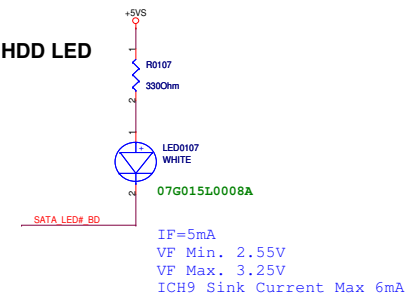 +5VS
HDD LED
1
R0107
330Ohm
2
1
+
LED0107
WHITE
2
07G015L0008A
SATA_LED#_BD
IF=5mA
VF Min. 2.55V
VF Max. 3.25V
ICH9 Sink Current Max 6mA